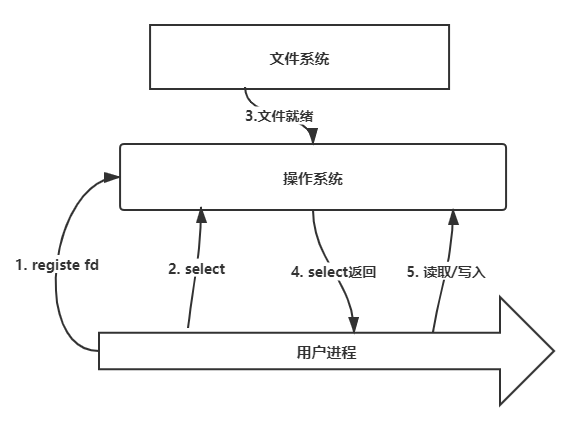 文件系统
3.文件就绪
操作系统
1. registe fd
2. select
4. select返回
5. 读取/写入
用户进程